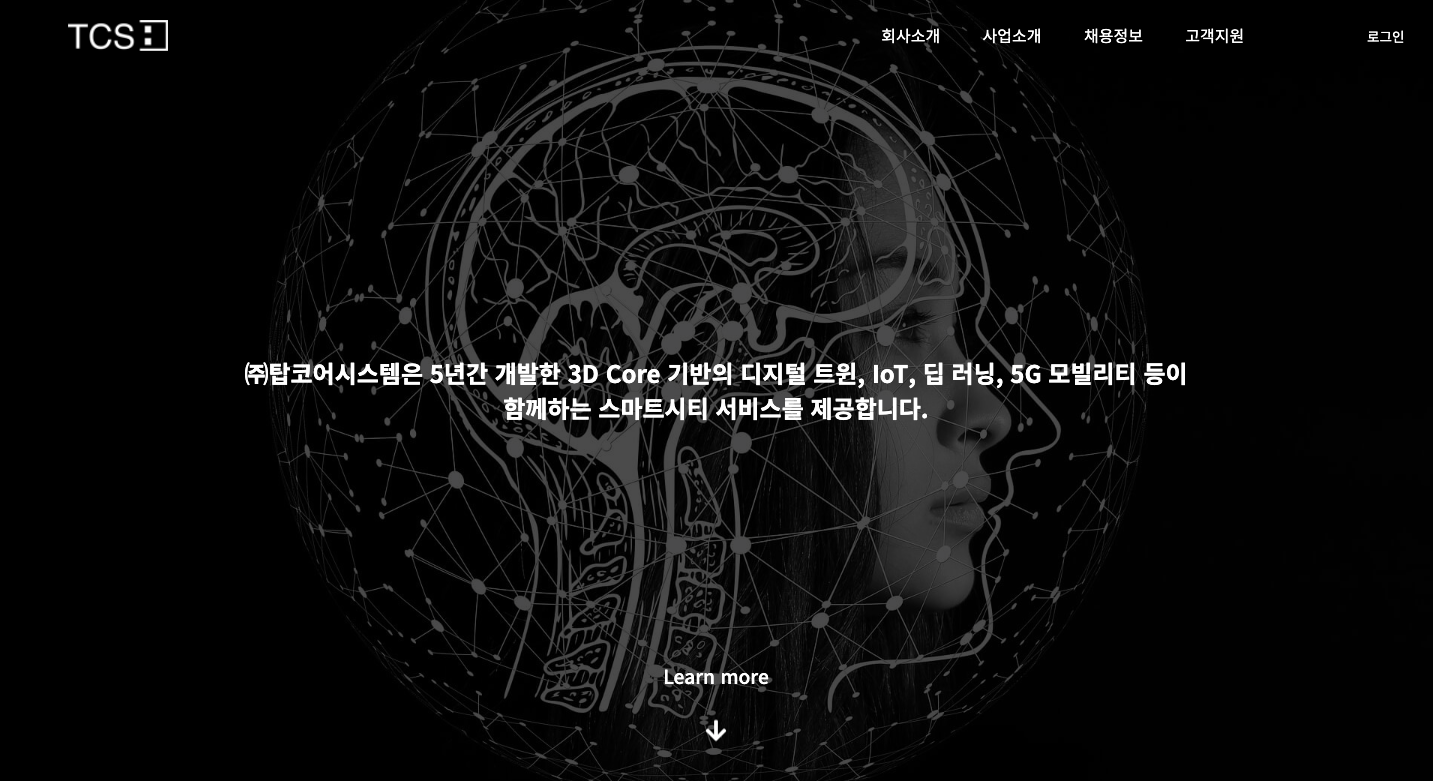 TCS
회사소개 사업소개 채용정보 고객지원 로그인
㈜탑코어시스템은 5년간 개발한 3D Core 기반의 디지털 트윈, IoT, 딥 러닝, 5G 모빌리티 등이
함께하는 스마트시티 서비스를 제공합니다.
Learn more